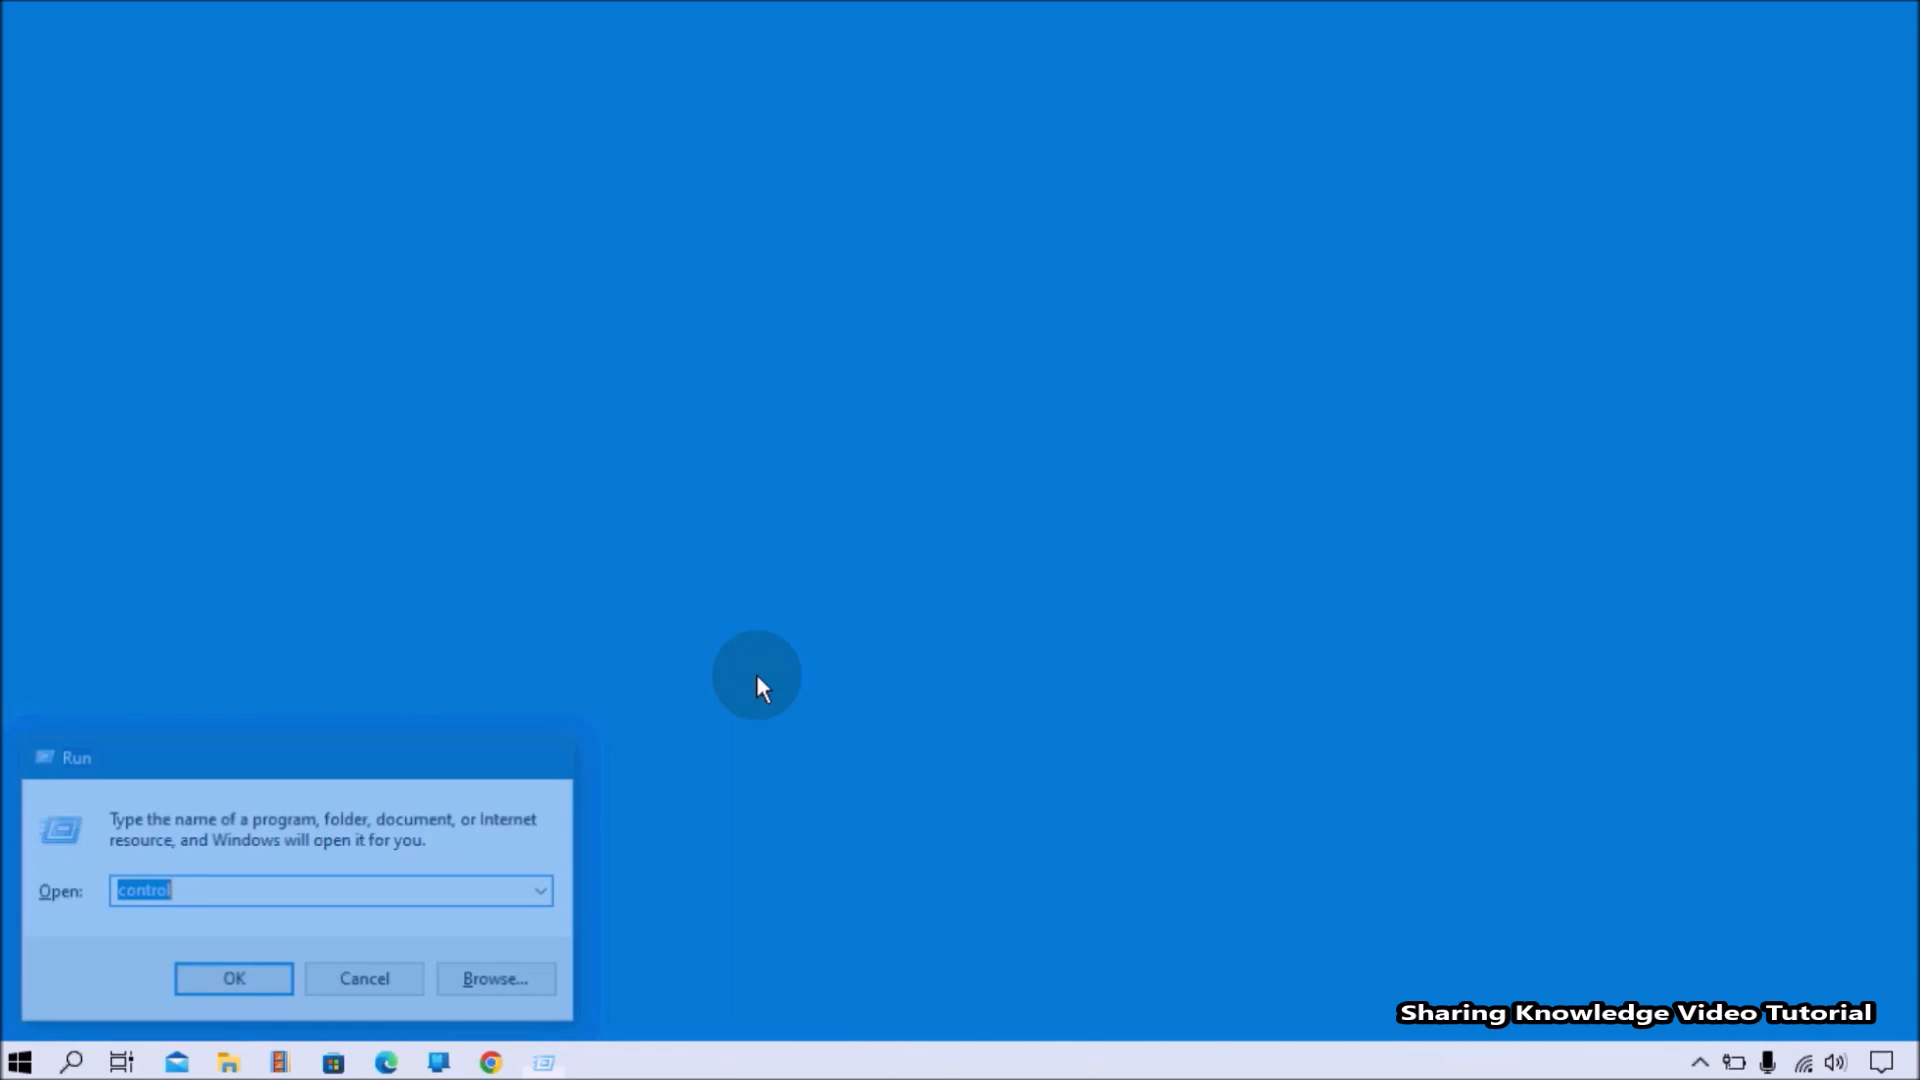 Run
Type the name of a program, folder, document, or Internet
resource, and Windows will open it for you.
Open: control
OK Cancel Browse...
Sharing Knowledge Video Tutorial